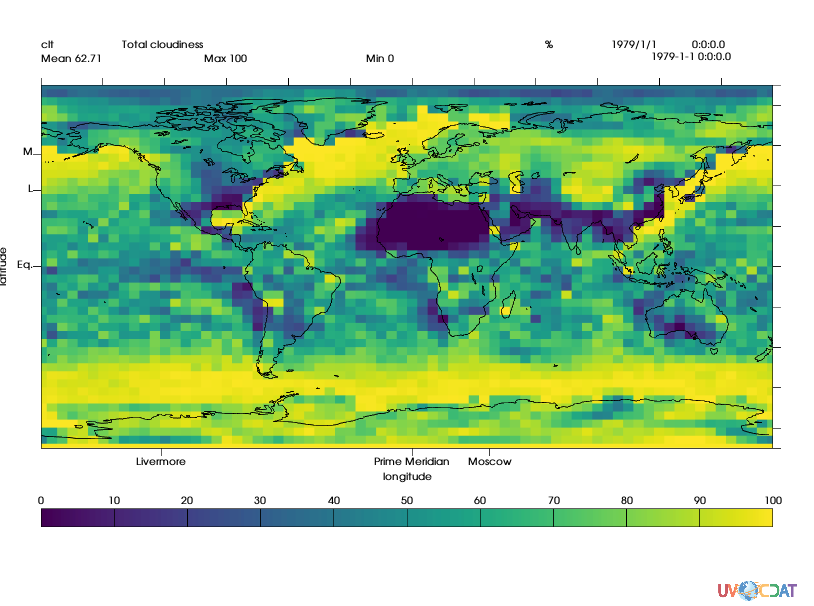 clt Total cloudiness % 1979/1/1 0:0:0.0
Mean 62.71 Max 100 Min 0 1979-1-1 0:0:0.0
M
L
Eq.
latitude
Livermore Prime Meridian Moscow
longitude
0 10 20 30 40 50 60 70 80 90 100
UV CDAT